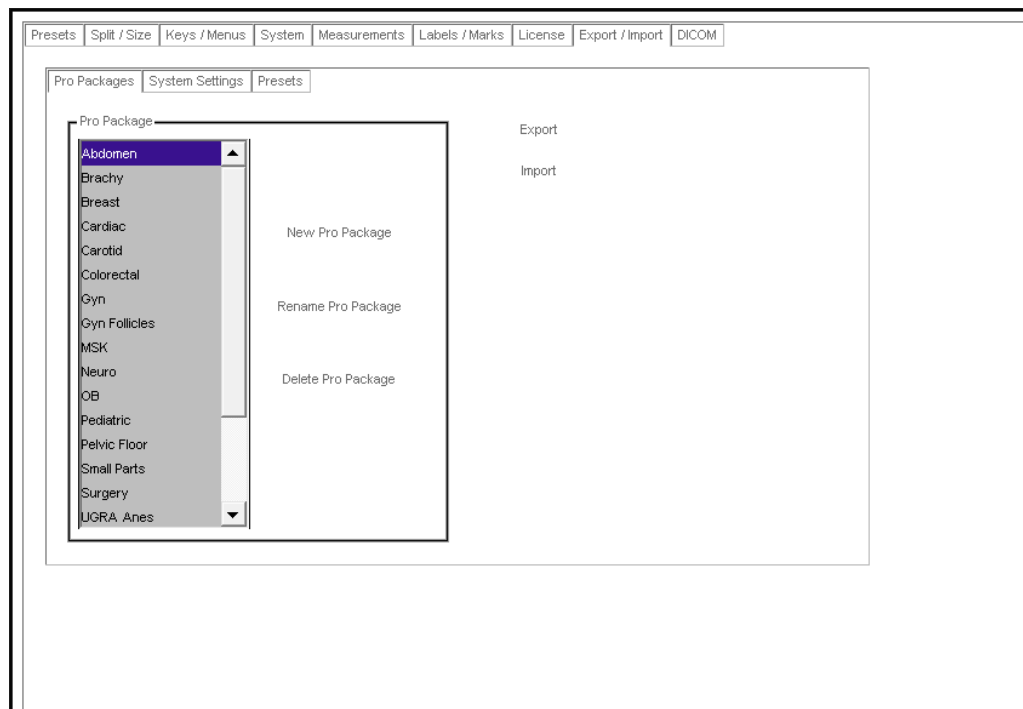 Presets Split / Size Keys / Menus System Measurements Labels / Marks License Export / Import DICOM
Pro Packages System Settings Presets
Pro Package
Abdomen
Brachy
Breast
Cardiac
Carotid
Colorectal
Gyn
Gyn Follicles
MSK
Neuro
OB
Pediatric
Pelvic Floor
Small Parts
Surgery
UGRA Anes
New Pro Package
Rename Pro Package
Delete Pro Package
Export
Import